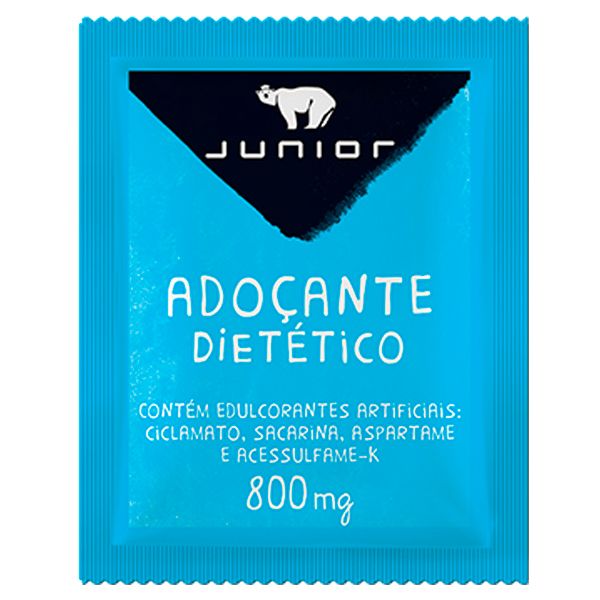 JUNIOR
ADOÇANTE
DIETÉTICO
CONTÉM EDULCORANTES ARTIFICIAIS:
CICLAMATO, SACARINA, ASPARTAME
E ACESSULFAME-K
800mg